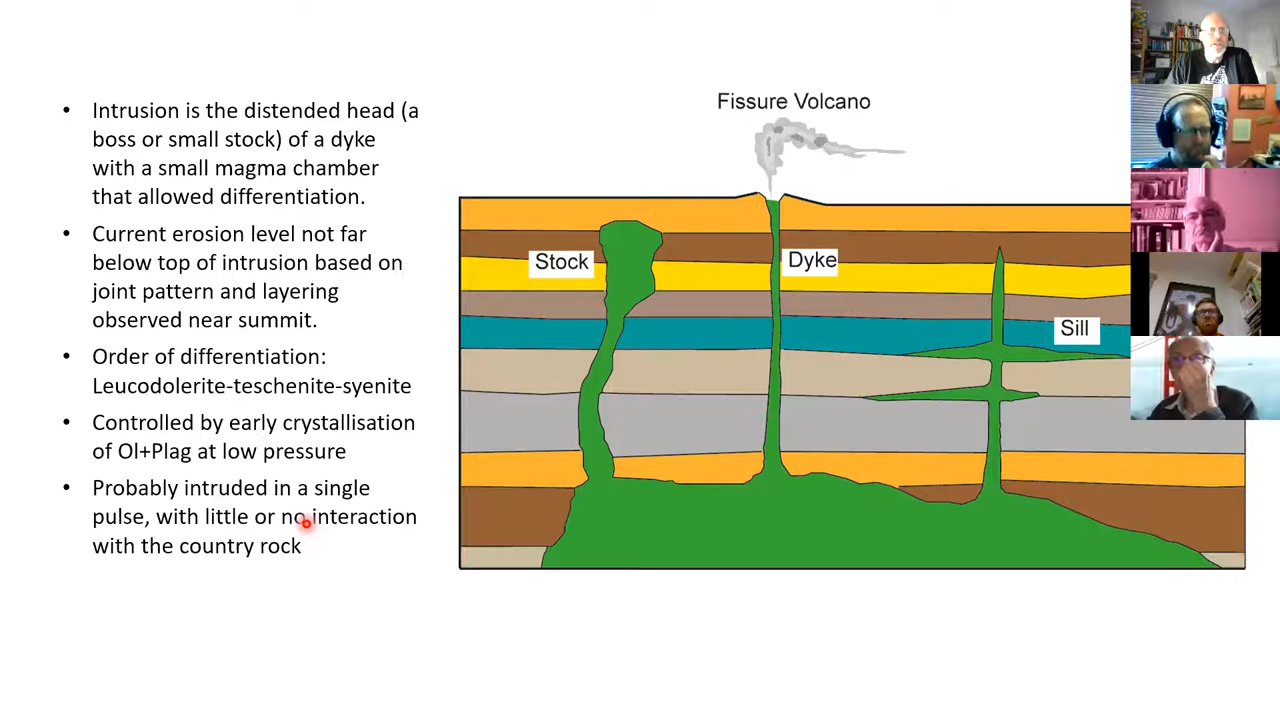 • Intrusion is the distended head (a
boss or small stock) of a dyke
with a small magma chamber
that allowed differentiation.
• Current erosion level not far
below top of intrusion based on
joint pattern and layering
observed near summit.
• Order of differentiation:
Leucodolerite-teschenite-syenite
• Controlled by early crystallisation
of Ol+Plag at low pressure
• Probably intruded in a single
pulse, with little or no interaction
with the country rock
Fissure Volcano
Stock
Dyke
Sill